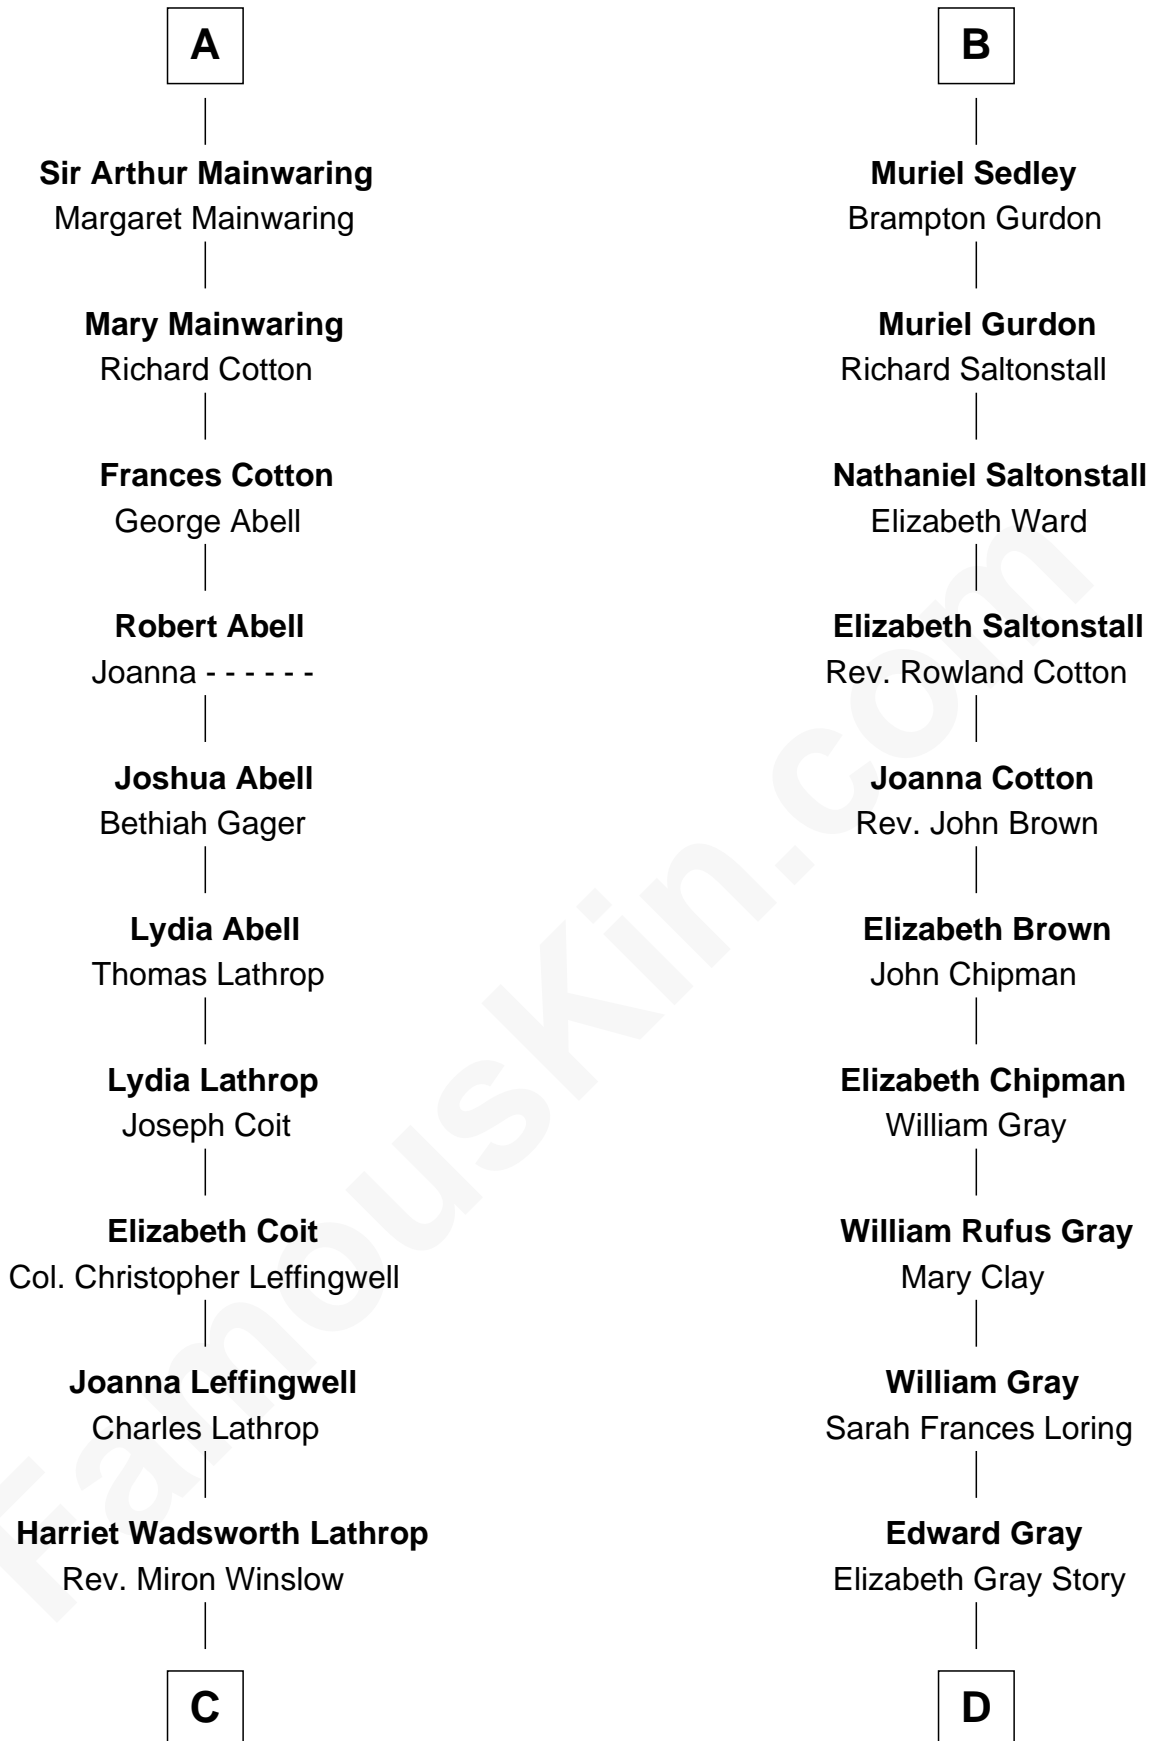 A
Sir Arthur Mainwaring
Margaret Mainwaring
Mary Mainwaring
Richard Cotton
Frances Cotton
George Abell
Robert Abell
Joanna - - - - - -
Joshua Abell
Bethiah Gager
Lydia Abell
Thomas Lathrop
Lydia Lathrop
Joseph Coit
Elizabeth Coit
Col. Christopher Leffingwell
Joanna Leffingwell
Charles Lathrop
Harriet Wadsworth Lathrop
Rev. Miron Winslow
C
B
Muriel Sedley
Brampton Gurdon
Muriel Gurdon
Richard Saltonstall
Nathaniel Saltonstall
Elizabeth Ward
Elizabeth Saltonstall
Rev. Rowland Cotton
Joanna Cotton
Rev. John Brown
Elizabeth Brown
John Chipman
Elizabeth Chipman
William Gray
William Rufus Gray
Mary Clay
William Gray
Sarah Frances Loring
Edward Gray
Elizabeth Gray Story
D
FamousKin.com